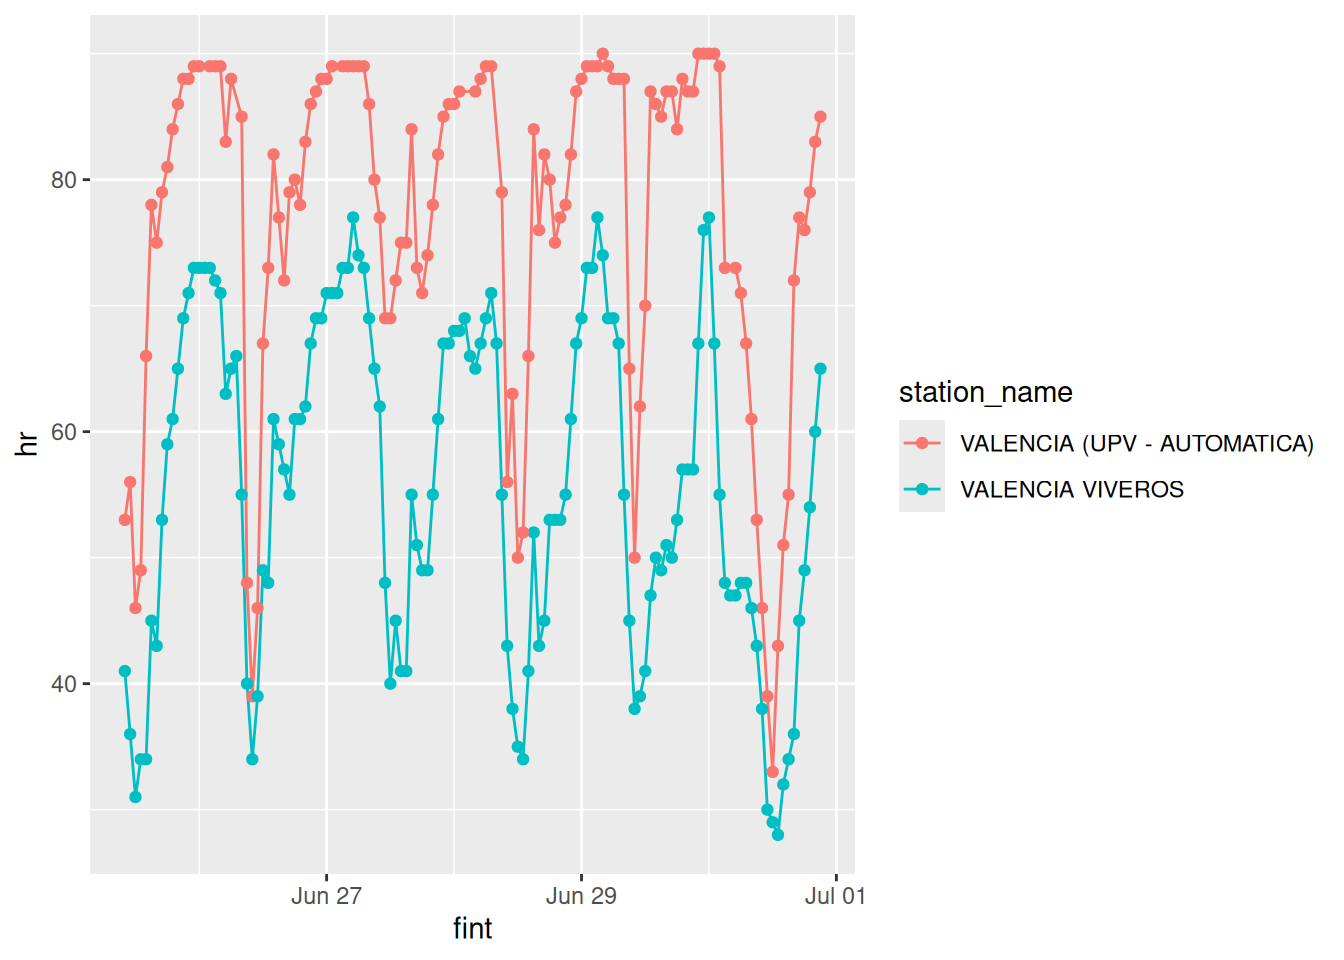 80
60
40
hr
Jun 27
Jun 29
Jul 01
fint
station_name
VALENCIA (UPV - AUTOMATICA)
VALENCIA VIVEROS